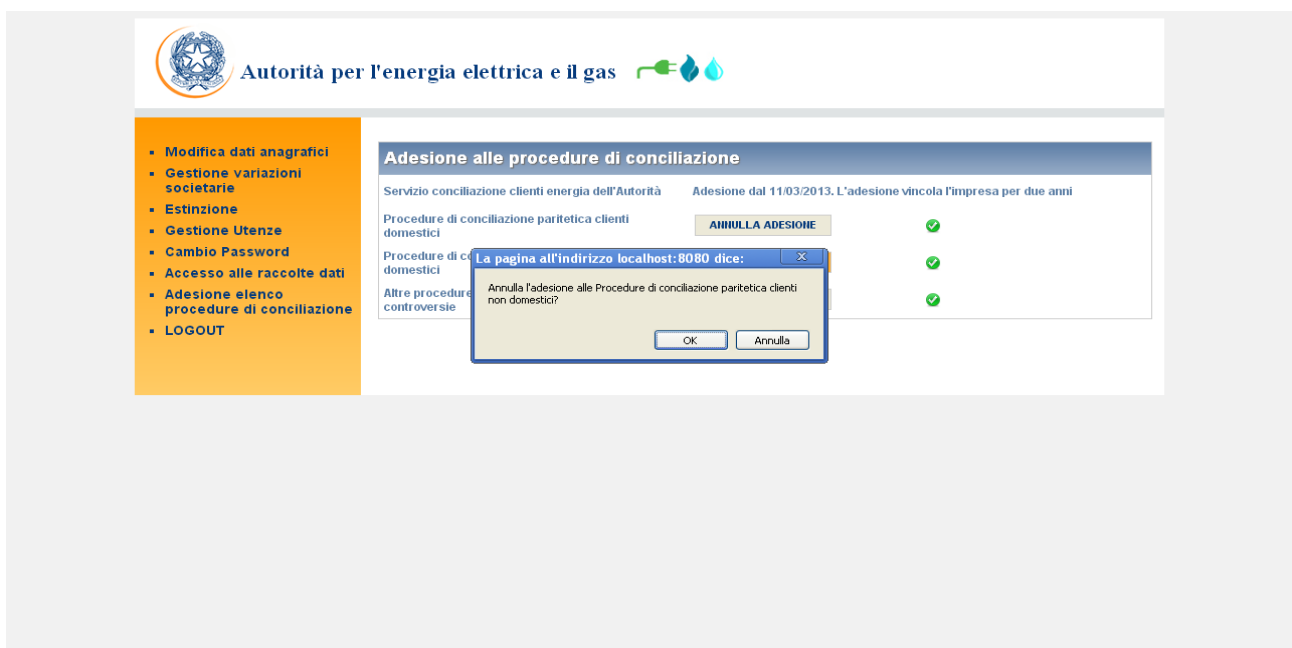 Autorità per l'energia elettrica e il gas
Modifica dati anagrafici
Gestione variazioni
societarie
Estinzione
Gestione Utenze
Cambio Password
Accesso alle raccolte dati
Adesione elenco
procedure di conciliazione
LOGOUT
Adesione alle procedure di conciliazione
Servizio conciliazione clienti energia dell'Autorità Adesione dal 11/03/2013. L'adesione vincola l'impresa per due anni
Procedure di conciliazione paritetica clienti
domestici
ANNULLA ADESIONE
Procedure di
domestici
Altre procedure
controversie
La pagina all'indirizzo localhost:8080 dice:
Annulla l'adesione alle Procedure di conciliazione paritetica clienti
non domestici?
OK Annulla